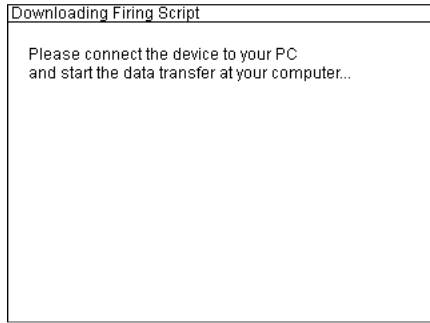 Downloading Firing Script
Please connect the device to your PC
and start the data transfer at your computer...